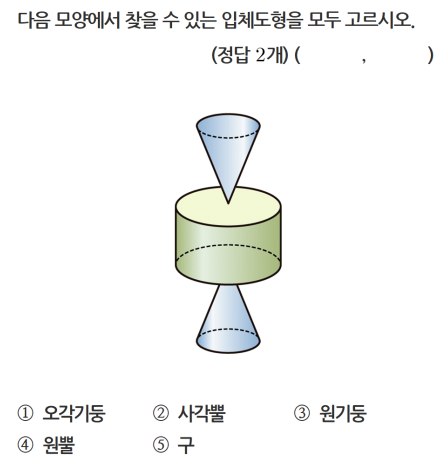 다음 모양에서 찾을 수 있는 입체도형을 모두 고르시오.
(정답 2개) ( , )
① 오각기둥 ② 사각뿔 ③ 원기둥
④ 원뿔 ⑤ 구